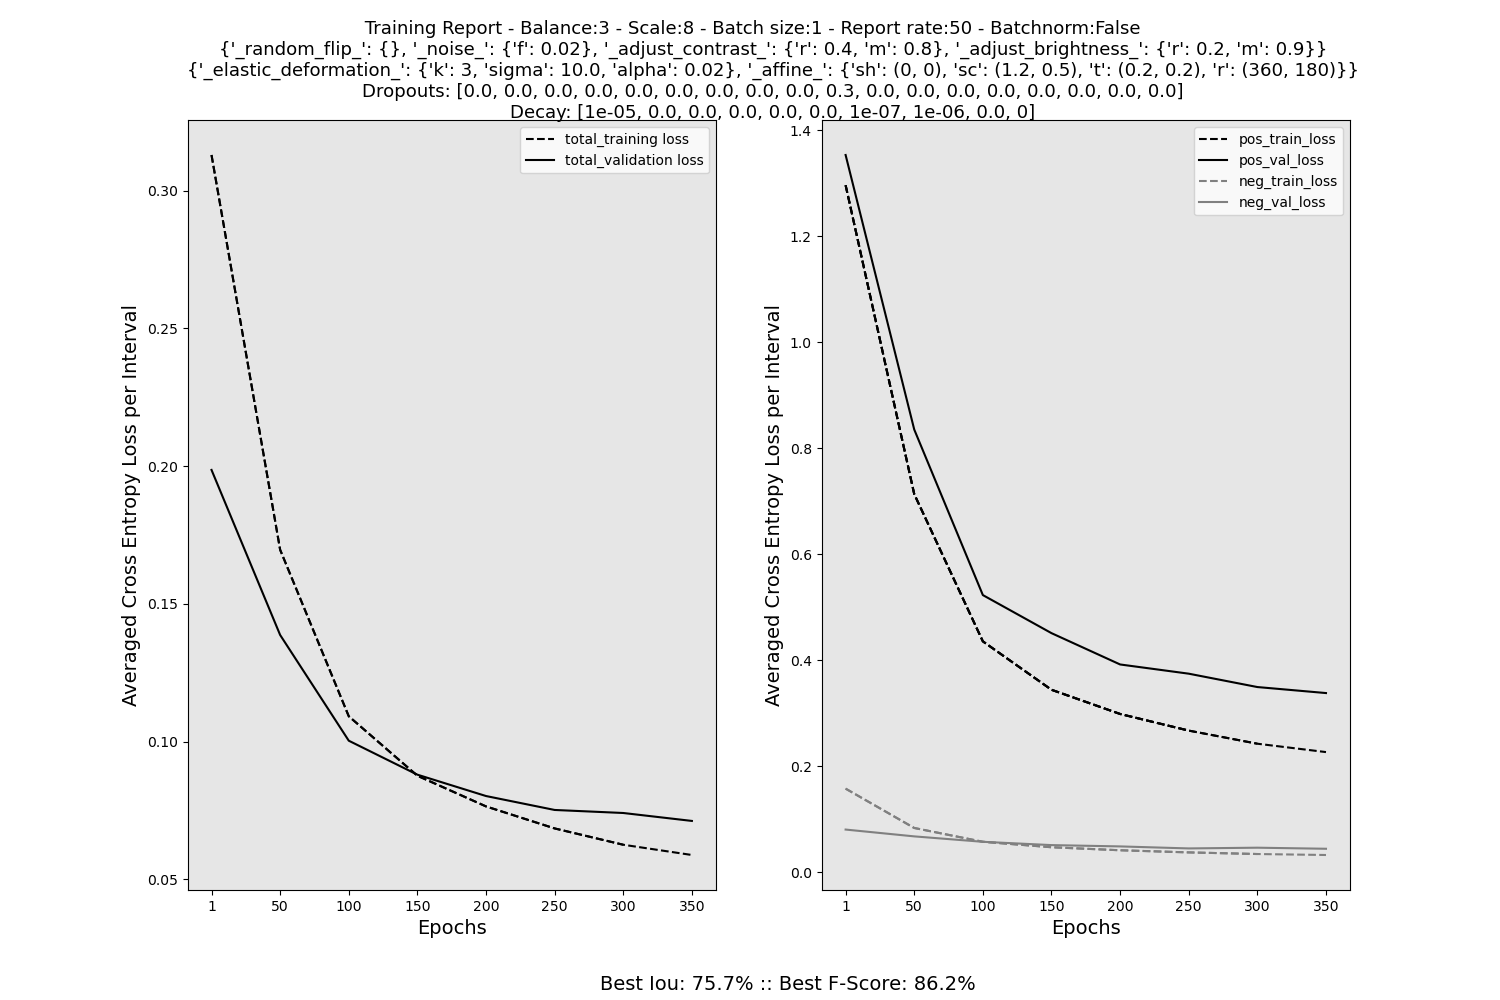 Training Report - Balance:3 - Scale:8 - Batch size:1 - Report rate:50 - Batchnorm:False
{'_random_flip_': {}, '_noise_': {'f': 0.02}, '_adjust_contrast_': {'r': 0.4, 'm': 0.8}, '_adjust_brightness_': {'r': 0.2, 'm': 0.9}}
{'_elastic_deformation_': {'k': 3, 'sigma': 10.0, 'alpha': 0.02}, '_affine_': {'sh': (0, 0), 'sc': (1.2, 0.5), 't': (0.2, 0.2), 'r': (360, 180)}}
Dropouts: [0.0, 0.0, 0.0, 0.0, 0.0, 0.0, 0.0, 0.0, 0.0, 0.3, 0.0, 0.0, 0.0, 0.0, 0.0, 0.0, 0.0, 0.0]
Decay: [1e-05, 0.0, 0.0, 0.0, 0.0, 0.0, 1e-07, 1e-06, 0.0, 0]
total_training loss
total_validation loss
0.30
0.25
0.20
0.15
0.10
0.05
Averaged Cross Entropy Loss per Interval
1 50 100 150 200 250 300 350
Epochs
pos_train_loss
pos_val_loss
neg_train_loss
neg_val_loss
1.4
1.2
1.0
0.8
0.6
0.4
0.2
0.0
Averaged Cross Entropy Loss per Interval
1 50 100 150 200 250 300 350
Epochs
Best Iou: 75.7% :: Best F-Score: 86.2%